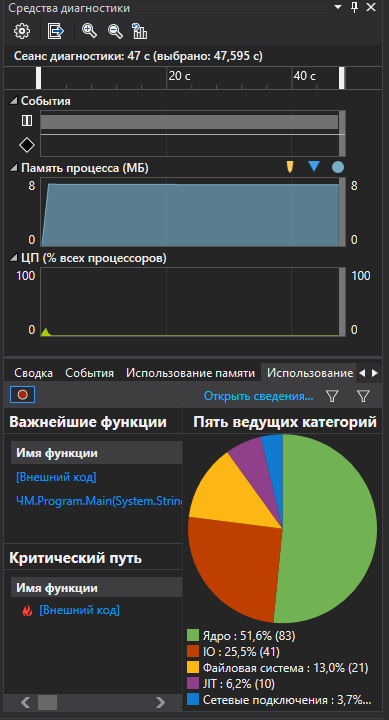 Средства диагностики
Сеанс диагностики: 47 с (выбрано: 47,595 с)
20 с
40 с
События
Память процесса (МБ)
8
8
0
0
ЦП (% всех процессоров)
100
100
0
0
Сводка
События
Использование памяти
Использование
Открыть сведения...
Важнейшие функции
Имя функции
[Внешний код]
ЧМ.Program.Main(System.Strin
Критический путь
Имя функции
[Внешний код]
Пять ведущих категорий
Ядро : 51,6% (83)
IO : 25,5% (41)
Файловая система : 13,0% (21)
JIT : 6,2% (10)
Сетевые подключения : 3,7%...